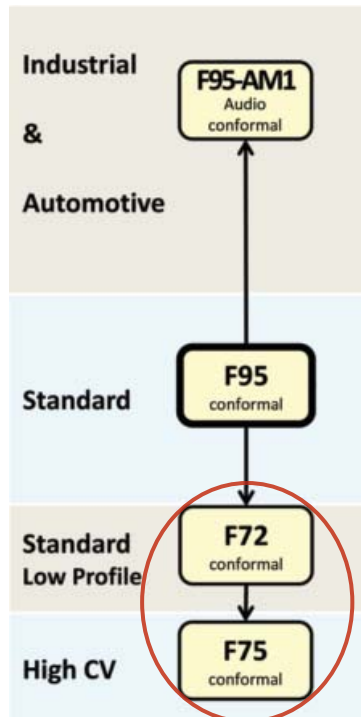 Industrial
&
Automotive
F95-AM1
Audio
conformal
Standard
F95
conformal
Standard
Low Profile
F72
conformal
High CV
F75
conformal